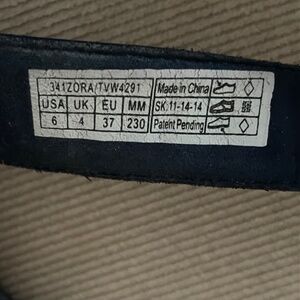 341ZORA/TVW4291 Made in China
USA UK EU MM SK:11-14-14
6 4 37 230 Patent Pending